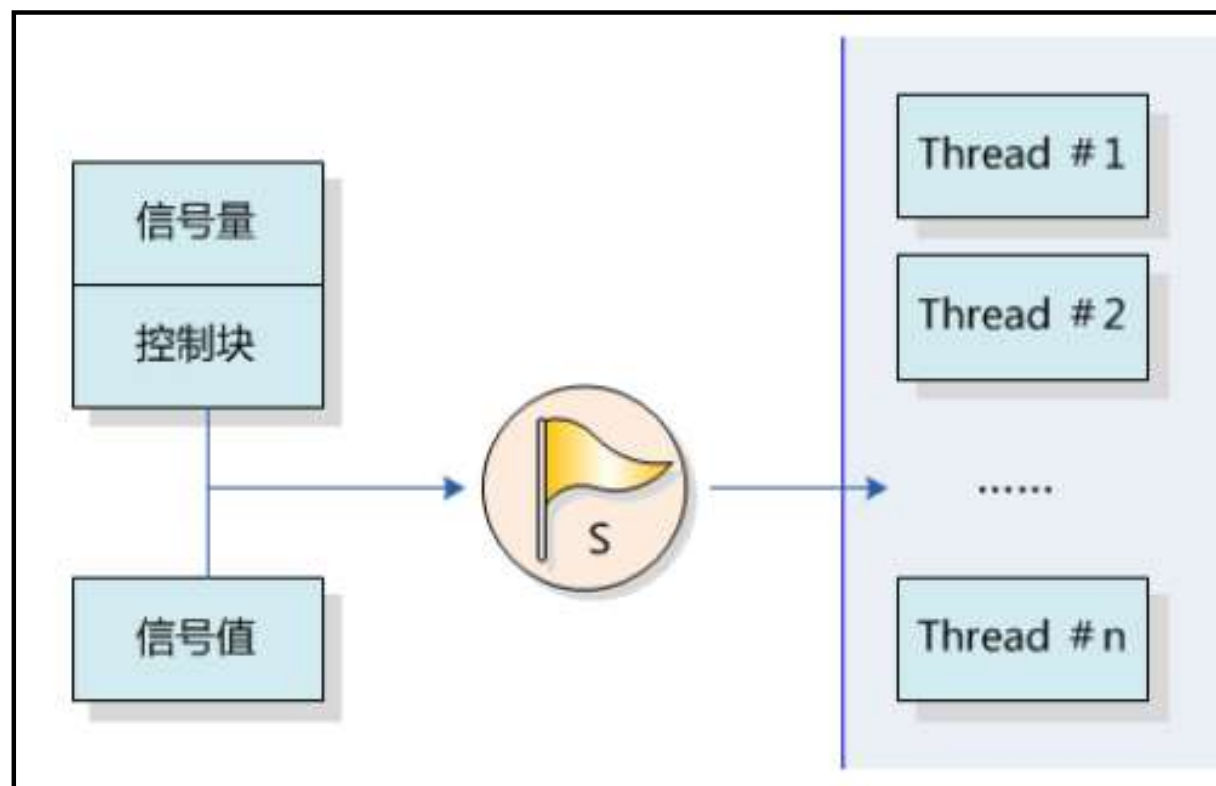 信号量
控制块
信号值
S
Thread #1
Thread #2
......
Thread #n